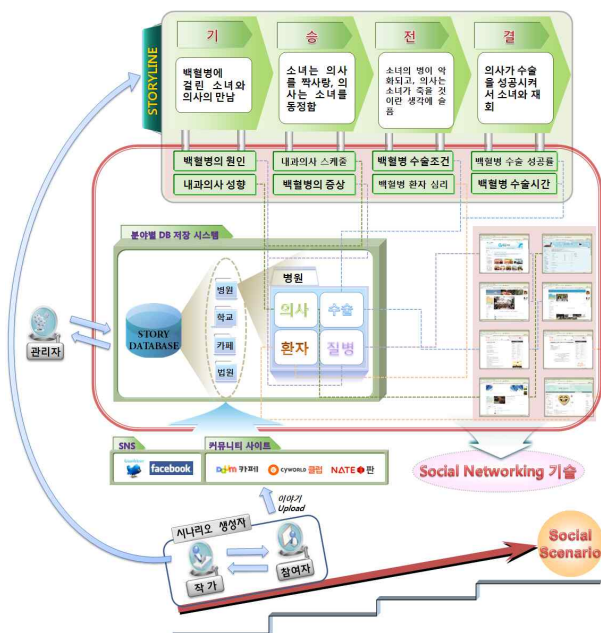 STORYLINE
기
승
전
결
백혈병에
걸린 소녀와
의사의 만남
소녀는 의사
를 짝사랑, 의
사는 소녀를
동정함
소녀의 병이 악
화되고, 의사는
소녀가 죽을 것
이란 생각에 슬
픔
의사가 수술
을 성공시켜
서 소녀와 재
회
백혈병의 원인
내과의사 스케줄
백혈병 수술조건
백혈병 수술 성공률
내과의사 성향
백혈병의 증상
백혈병 환자 심리
백혈병 수술시간
분야별 DB 저장 시스템
STORY
DATABASE
병원
학교
카페
법원
병원
의사
수술
환자
질병
관리자
SNS
커뮤니티 사이트
facebook
카페
CYWORLD 클럽
NATE 판
Social Networking 기술
이야기
Upload
시나리오 생성자
작가
참여자
Social
Scenario